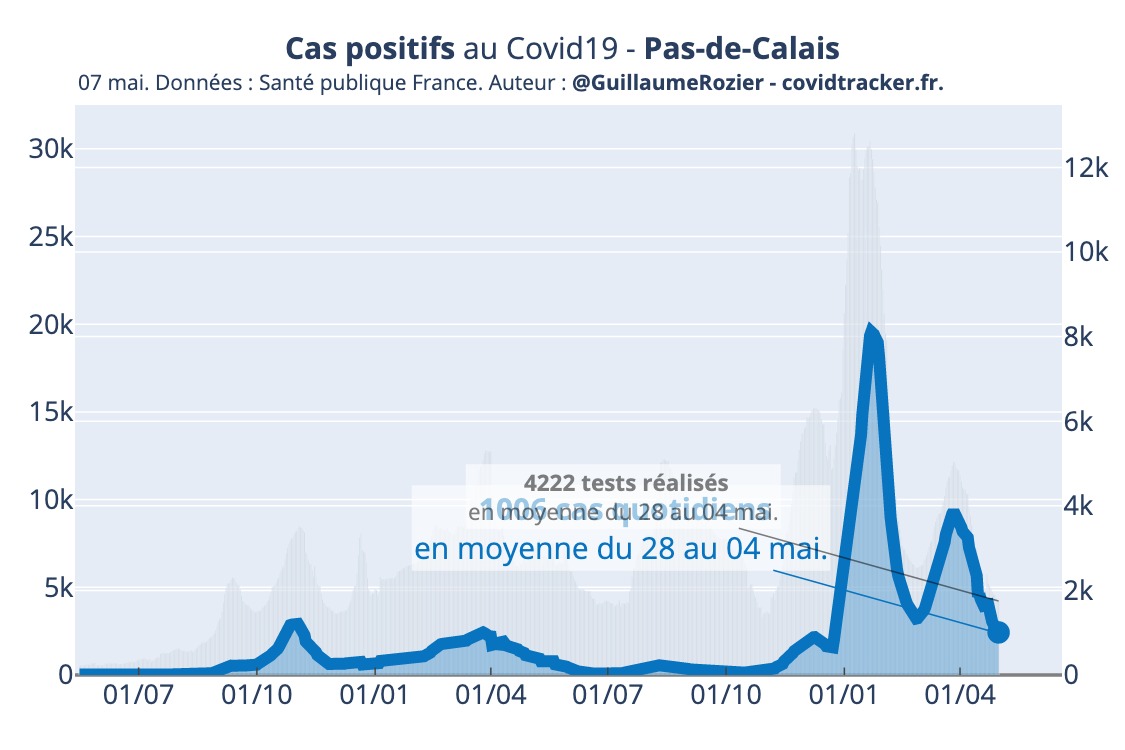 Cas positifs au Covid19 - Pas-de-Calais
07 mai. Données : Santé publique France. Auteur : @GuillaumeRozier - covidtracker.fr.
30k
25k
20k
15k
10k
5k
0
12k
10k
8k
6k
4k
2k
0
4222 tests réalisés
en moyenne du 28 au 04 mai.
1006 cas quotidiens
en moyenne du 28 au 04 mai.
01/07 01/10 01/01 01/04 01/07 01/10 01/01 01/04